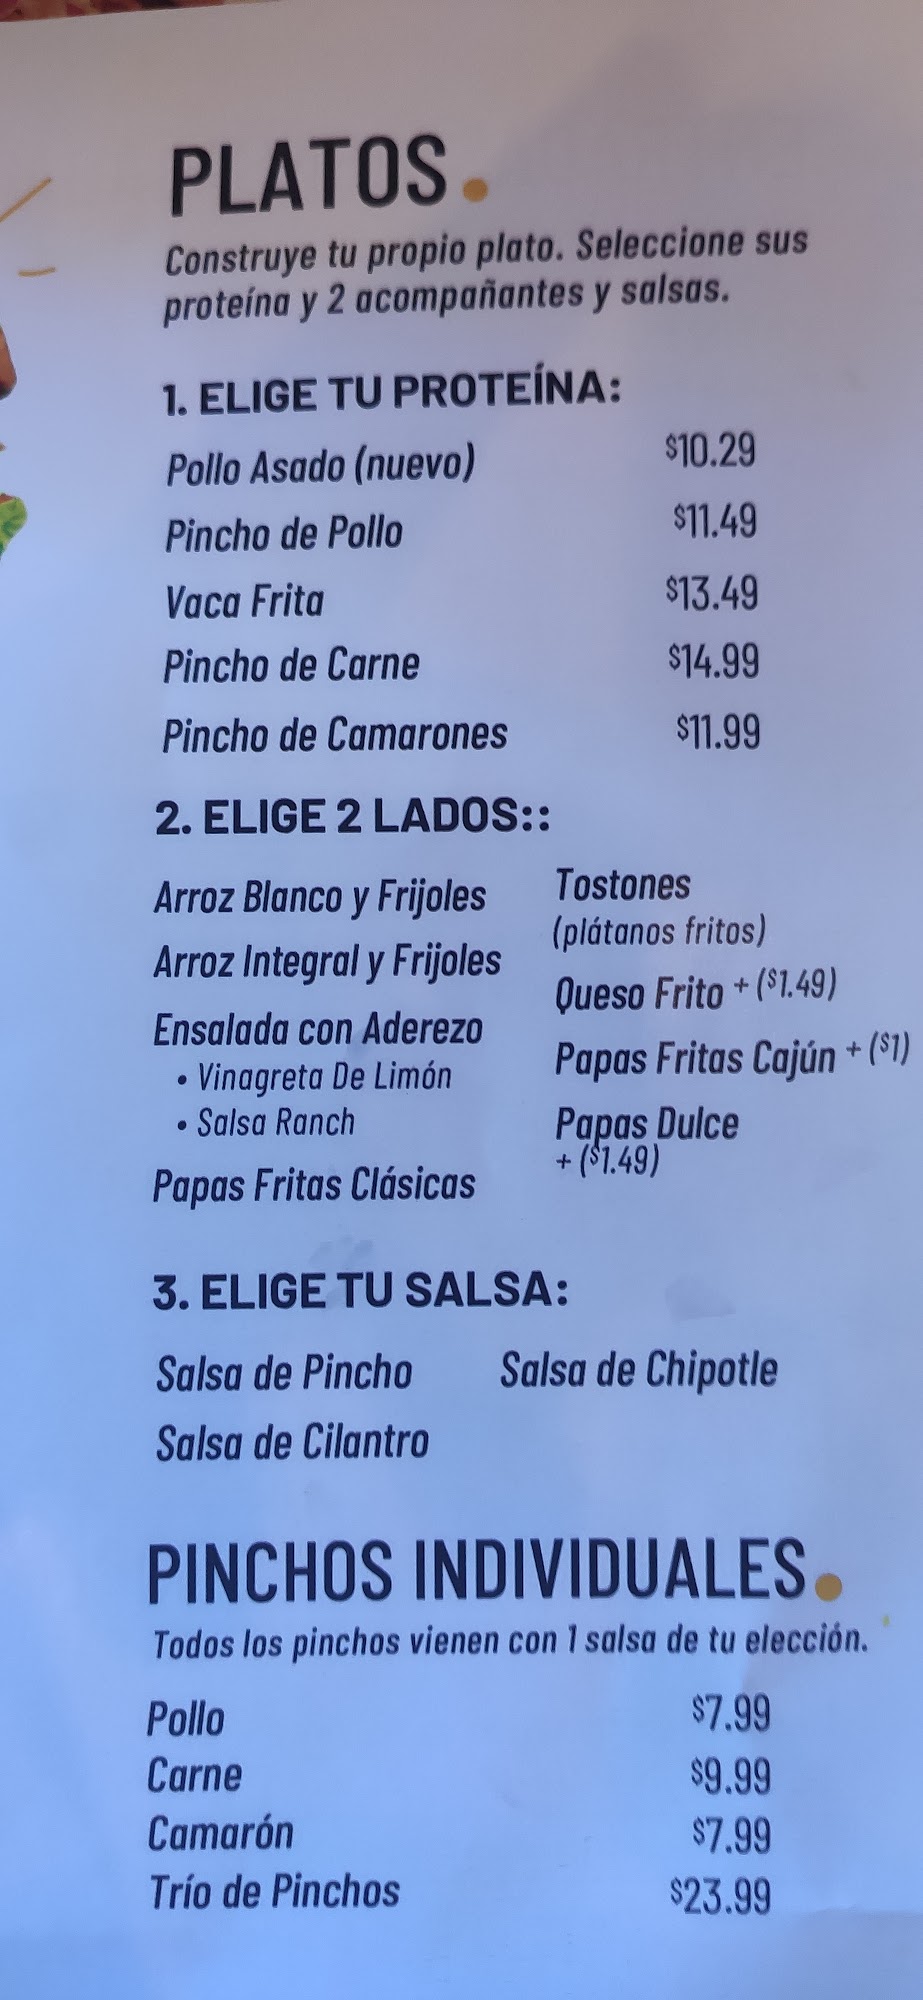 PLATOS.
Construye tu propio plato. Seleccione sus
proteína y 2 acompañantes y salsas.
1. ELIGE TU PROTEÍNA:
Pollo Asado (nuevo) $10.29
Pincho de Pollo $11.49
Vaca Frita $13.49
Pincho de Carne $14.99
Pincho de Camarones $11.99
2. ELIGE 2 LADOS::
Arroz Blanco y Frijoles
Arroz Integral y Frijoles
Ensalada con Aderezo
• Vinagreta De Limón
• Salsa Ranch
Papas Fritas Clásicas
Tostones
(plátanos fritos)
Queso Frito + ($1.49)
Papas Fritas Cajún + ($1)
Papas Dulce
+ ($1.49)
3. ELIGE TU SALSA:
Salsa de Pincho
Salsa de Cilantro
Salsa de Chipotle
PINCHOS INDIVIDUALES.
Todos los pinchos vienen con 1 salsa de tu elección.
Pollo $7.99
Carne $9.99
Camarón $7.99
Trío de Pinchos $23.99